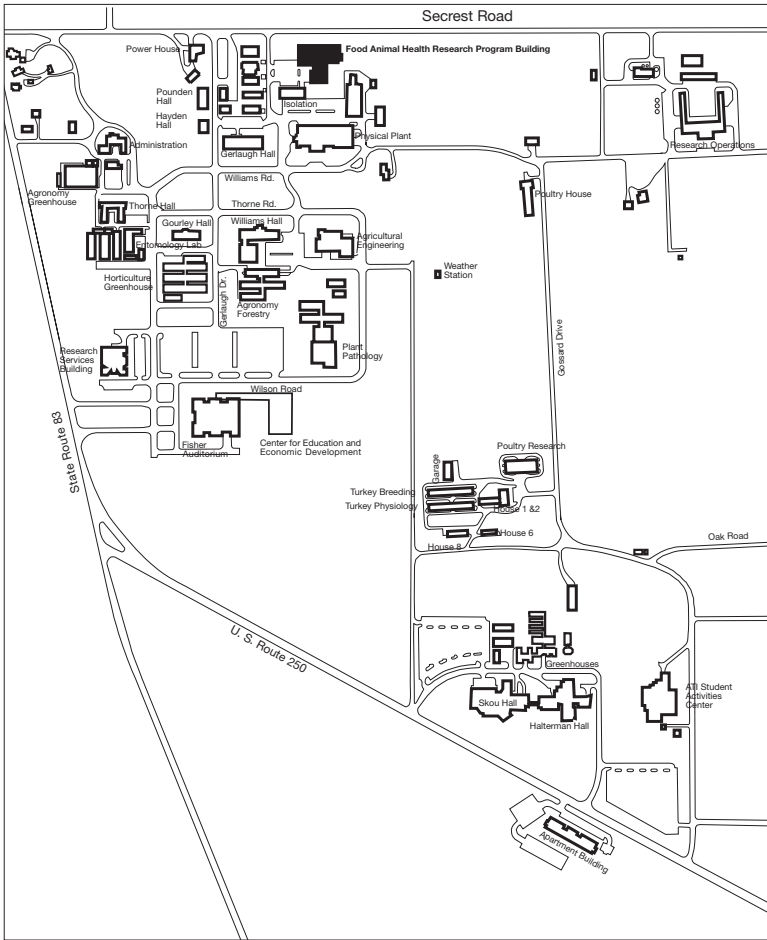 Secrest Road
Power House
Food Animal Health Research Program Building
Pounden
Hall
Isolation
Hayden
Hall
Physical Plant
Administration
Research Operations
Gerlaugh Hall
Williams Rd.
Agronomy
Greenhouse
Poultry House
Thorne Rd.
Thorne Hall
Gourley Hall
Williams Hall
Agricultural
Engineering
Entomology Lab
Weather
Station
Horticulture
Greenhouse
Gerlaugh Dr.
Agronomy
Forestry
Gossard Drive
Research
Services
Building
Plant
Pathology
Wilson Road
State Route 83
Fisher
Auditorium
Center for Education and
Economic Development
Poultry Research
Garage
Turkey Breeding
Turkey Physiology
House 1 &2
House 6
House 8
Oak Road
U. S. Route 250
Greenhouses
Skou Hall
Halterman Hall
ATI Student
Activities
Center
Apartment Building